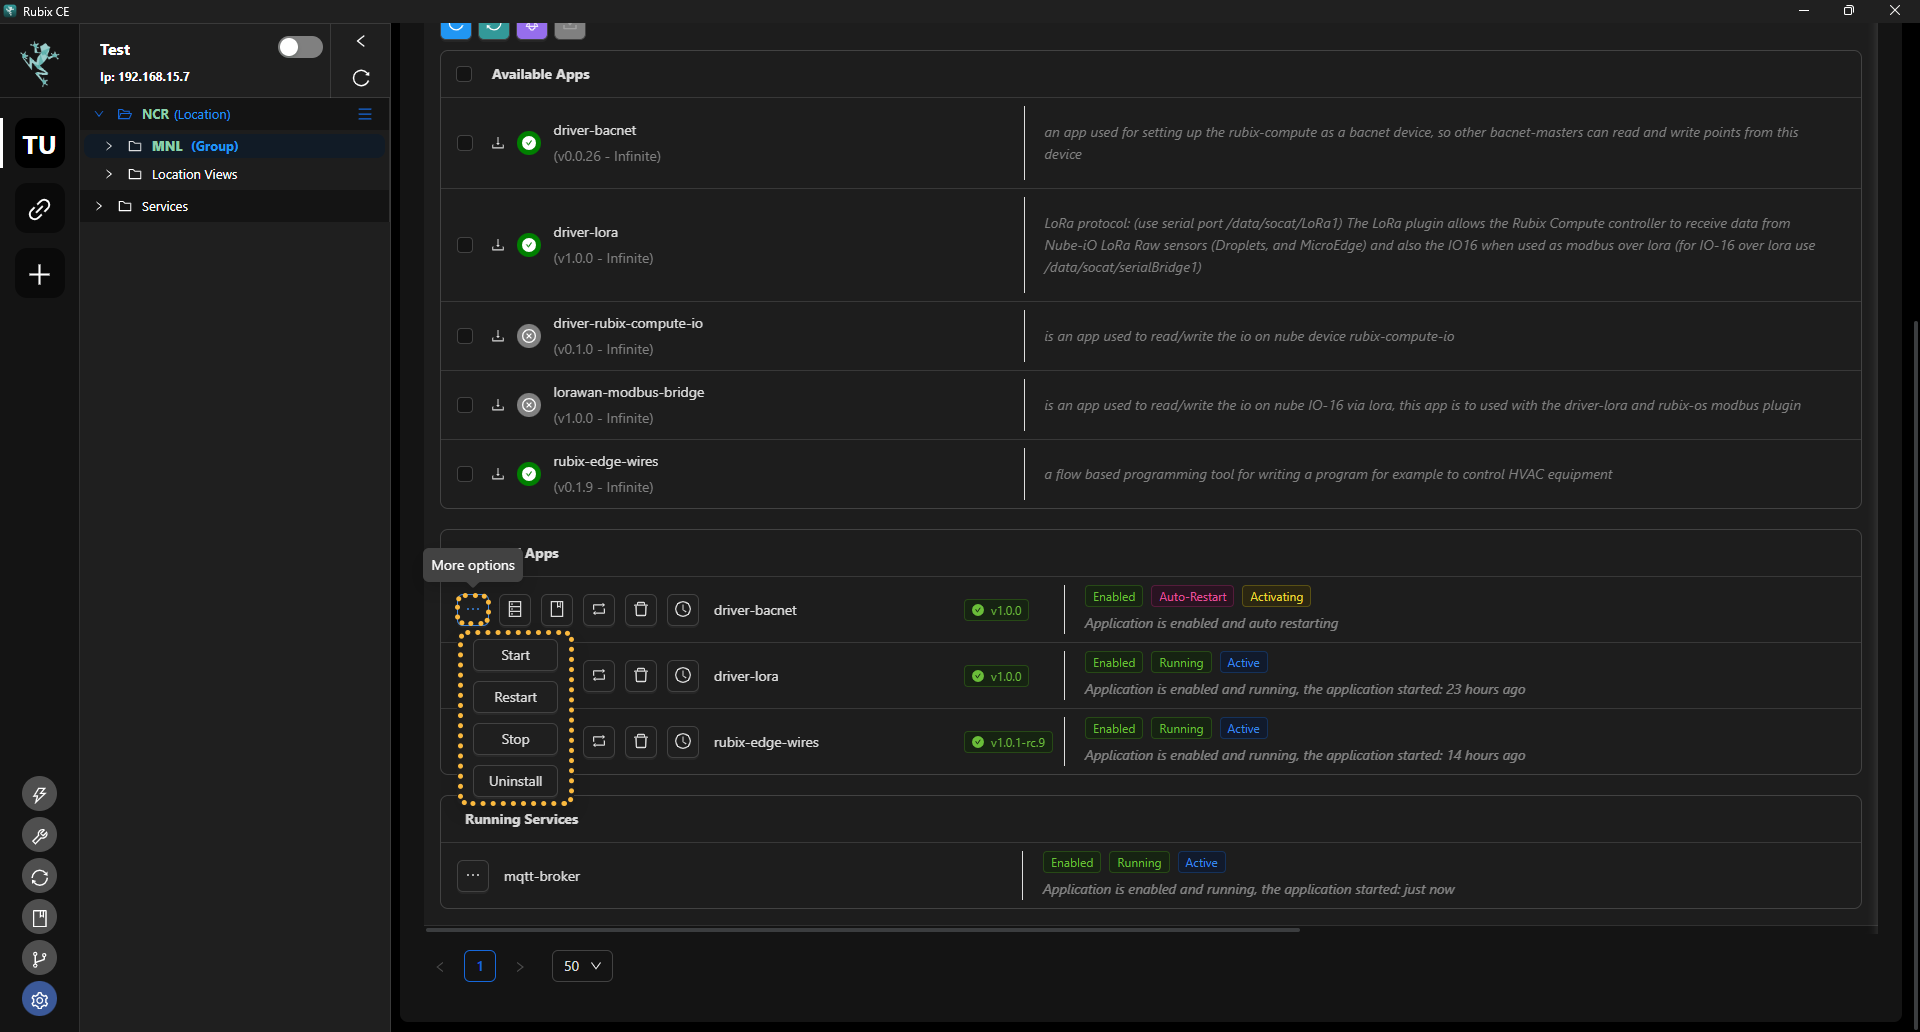 Rubix CE
Test
Ip: 192.168.15.7
TU
NCR (Location)
MNL (Group)
Location Views
Services
Available Apps
driver-bacnet
(v0.0.26 - Infinite)
an app used for setting up the rubix-compute as a bacnet device, so other bacnet-masters can read and write points from this
device
driver-lora
(v1.0.0 - Infinite)
LoRa protocol: (use serial port /data/socat/LoRa1) The LoRa plugin allows the Rubix Compute controller to receive data from
Nube-iO LoRa Raw sensors (Droplets, and MicroEdge) and also the IO16 when used as modbus over lora (for IO-16 over lora use
/data/socat/serialBridge1)
driver-rubix-compute-io
(v0.1.0 - Infinite)
is an app used to read/write the io on nube device rubix-compute-io
lorawan-modbus-bridge
(v1.0.0 - Infinite)
is an app used to read/write the io on nube IO-16 via lora, this app is to used with the driver-lora and rubix-os modbus plugin
rubix-edge-wires
(v0.1.9 - Infinite)
a flow based programming tool for writing a program for example to control HVAC equipment
Apps
More options
driver-bacnet
v1.0.0
Enabled Auto-Restart Activating
Application is enabled and auto restarting
Start
Restart
Stop
Uninstall
driver-lora
v1.0.0
Enabled Running Active
Application is enabled and running, the application started: 23 hours ago
rubix-edge-wires
v1.0.1-rc.9
Enabled Running Active
Application is enabled and running, the application started: 14 hours ago
Running Services
mqtt-broker
Enabled Running Active
Application is enabled and running, the application started: just now
1
50